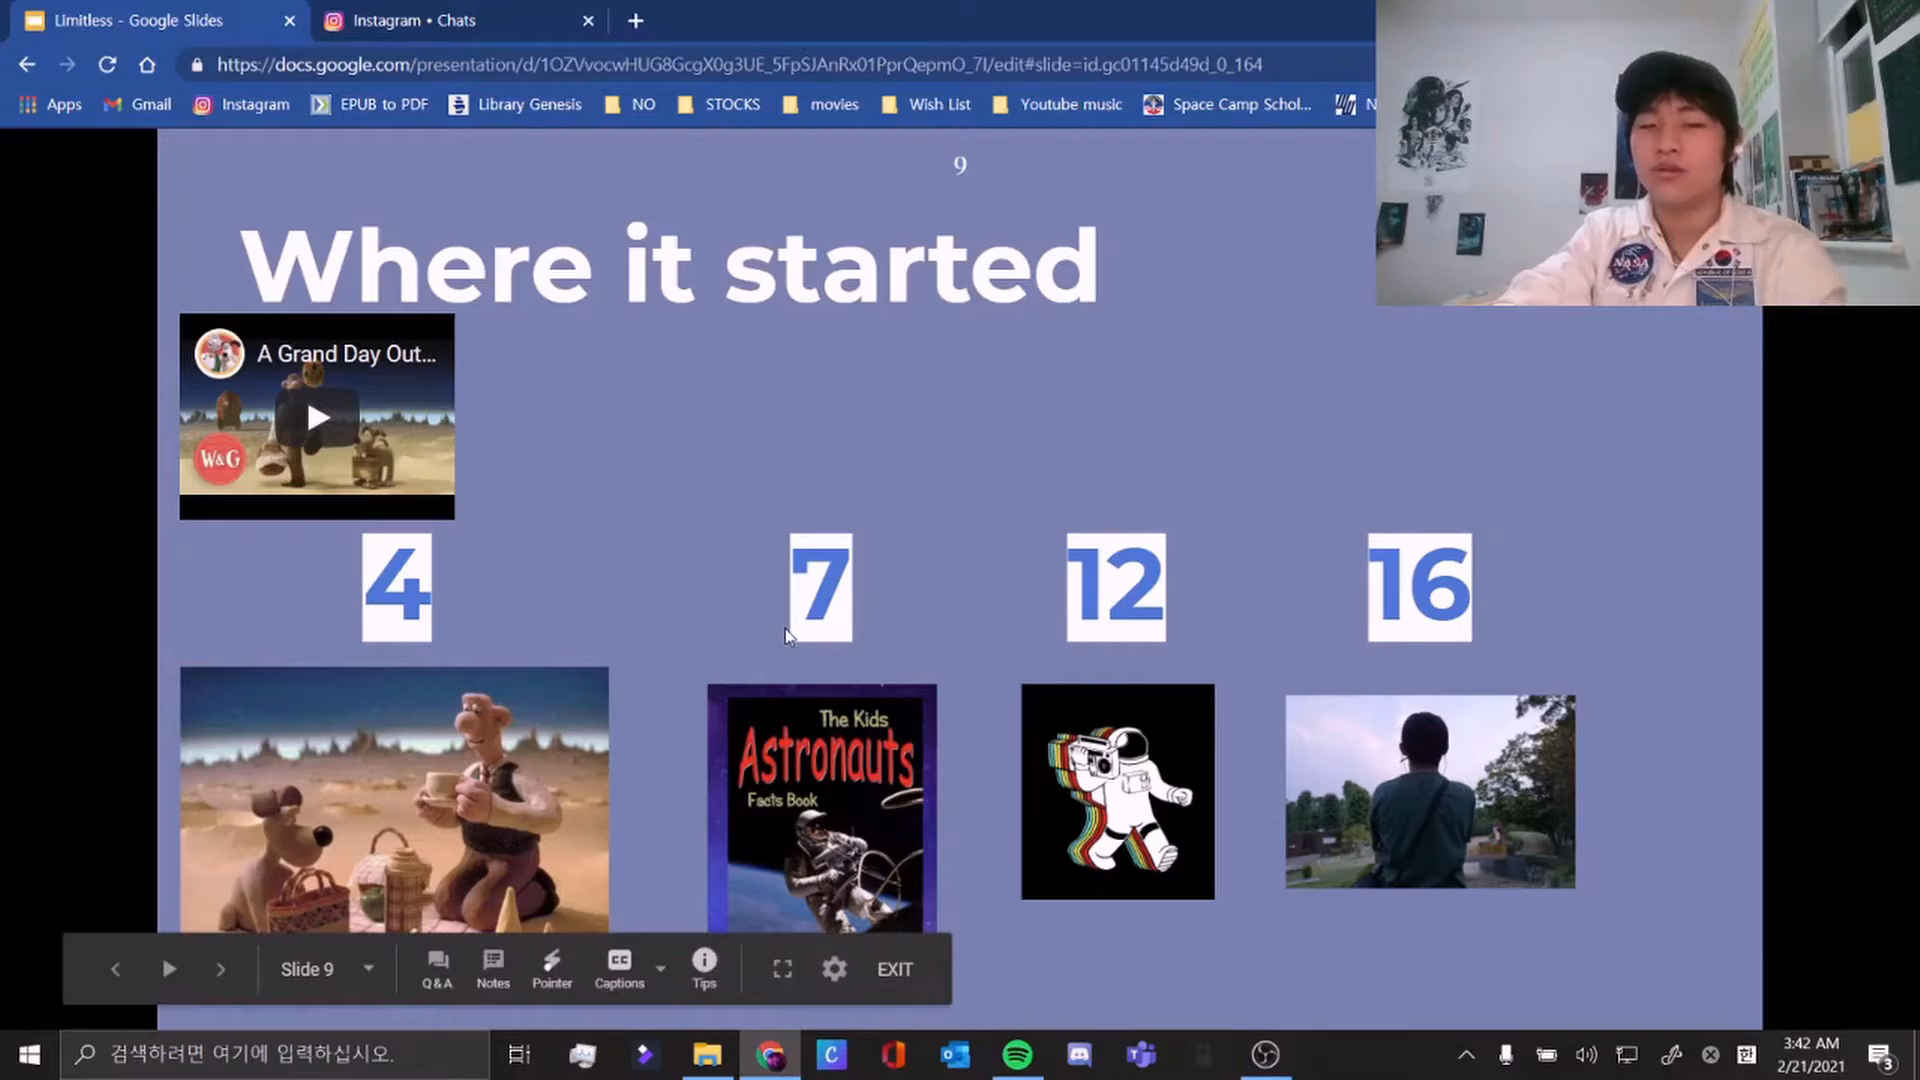 Limitless - Google Slides
Instagram • Chats
https://docs.google.com/presentation/d/1OZVvocwHUG8GcgX0g3UE_5FpSJAnRx01PprQepmO_7I/edit#slide=id.gc01145d49d_0_164
Apps Gmail Instagram EPUB to PDF Library Genesis NO STOCKS movies Wish List Youtube music Space Camp Schol... N
NASA
9
Where it started
A Grand Day Out...
W&G
4 7 12 16
The Kids
Astronauts
Facts Book
Slide 9
Q&A Notes Pointer Captions Tips
CC
EXIT
검색하려면 여기에 입력하십시오.
한
3:42 AM
2/21/2021
3